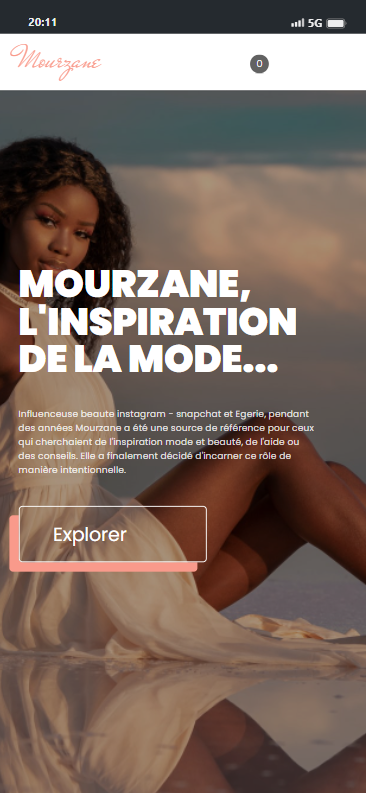 20:11
5G
Mourzane
0
MOURZANE,
L'INSPIRATION
DE LA MODE...
Influenceuse beaute instagram - snapchat et Egerie, pendant
des années Mourzane a été une source de référence pour ceux
qui cherchaient de l'inspiration mode et beauté, de l'aide ou
des conseils. Elle a finalement décidé d'incarner ce rôle de
manière intentionnelle.
Explorer